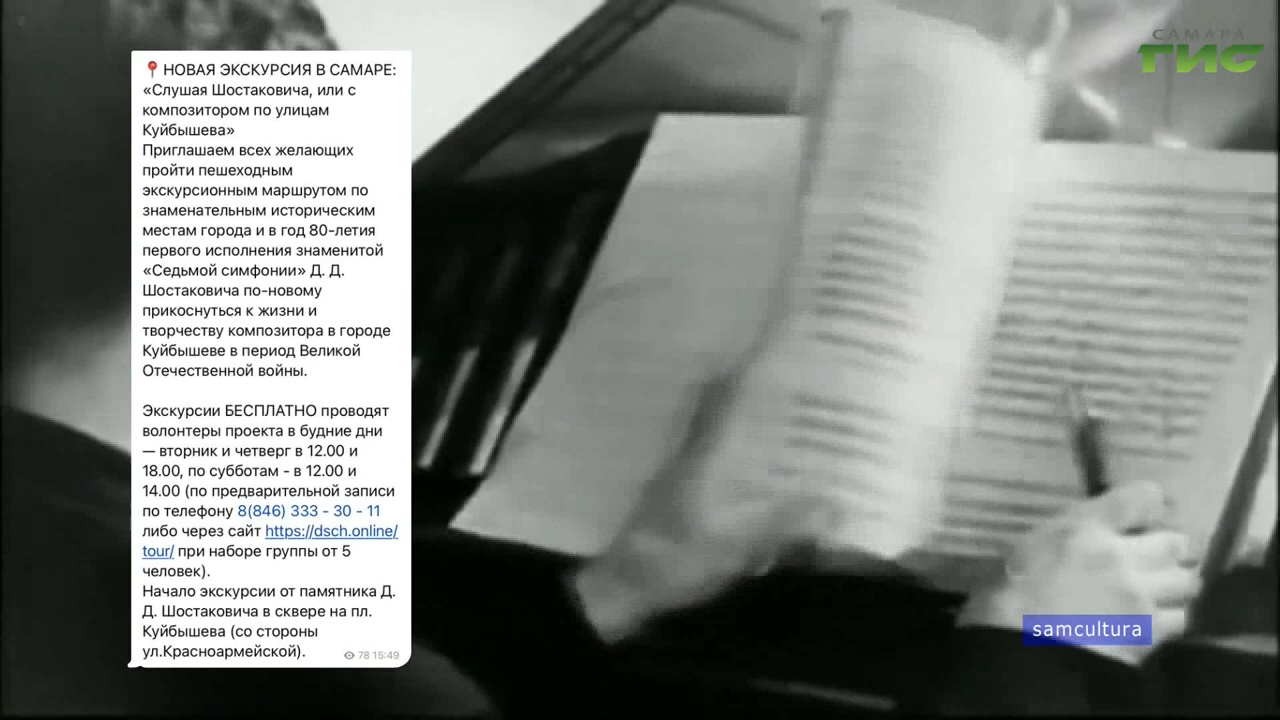 📍НОВАЯ ЭКСКУРСИЯ В САМАРЕ:
«Слушая Шостаковича, или с
композитором по улицам
Куйбышева»
Приглашаем всех желающих
пройти пешеходным
экскурсионным маршрутом по
знаменательным историческим
местам города и в год 80-летия
первого исполнения знаменитой
«Седьмой симфонии» Д. Д.
Шостаковича по-новому
прикоснуться к жизни и
творчеству композитора в городе
Куйбышеве в период Великой
Отечественной войны.
Экскурсии БЕСПЛАТНО проводят
волонтеры проекта в будние дни
— вторник и четверг в 12.00 и
18.00, по субботам - в 12.00 и
14.00 (по предварительной записи
по телефону 8(846) 333 - 30 - 11
либо через сайт https://dsch.online/
tour/ при наборе группы от 5
человек).
Начало экскурсии от памятника Д.
Д. Шостаковича в сквере на пл.
Куйбышева (со стороны
ул.Красноармейской).
78 15:49
САМАРА
ГИС
samcultura